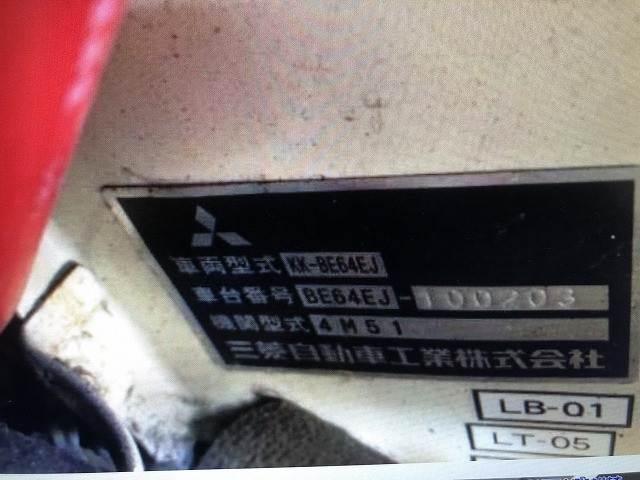 車両型式 KK-BE64EJ
車台番号 BE64EJ-100203
機関型式 4M51
三菱自動車工業株式会社
LB-01
LT-05